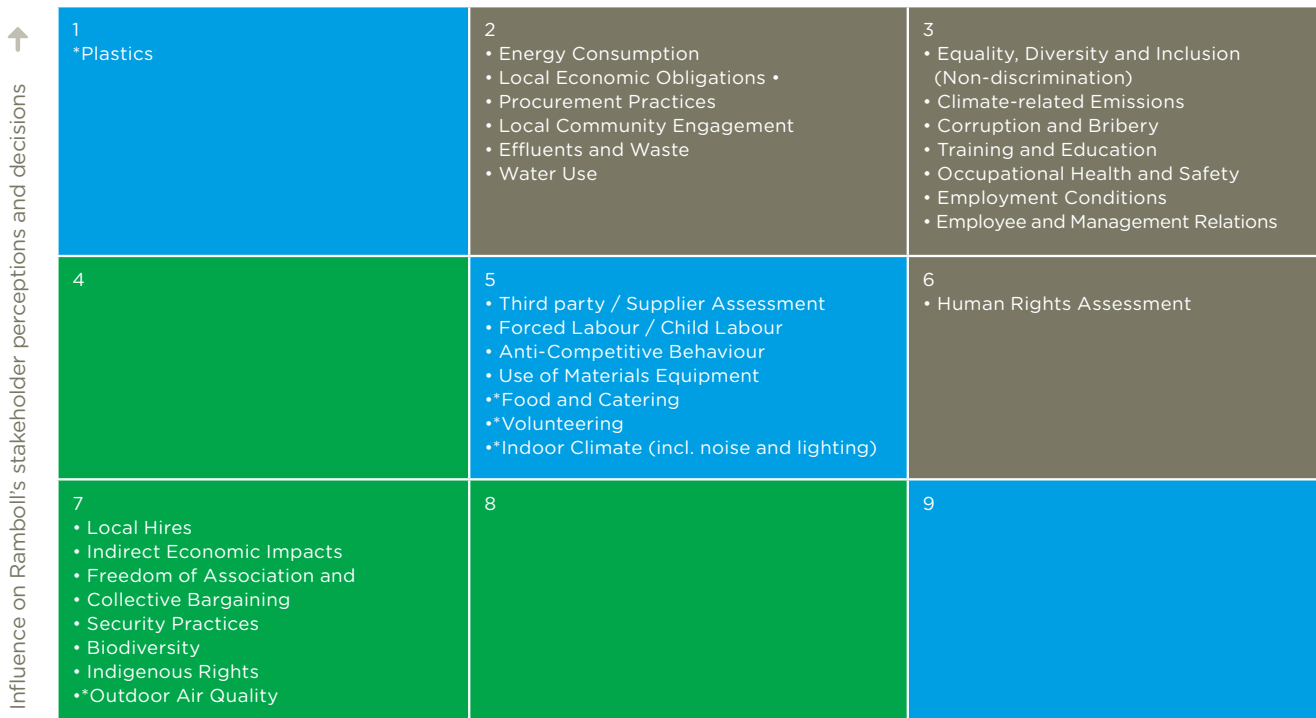 Influence on Ramboll's stakeholder perceptions and decisions
1
*Plastics
2
• Energy Consumption
• Local Economic Obligations •
• Procurement Practices
• Local Community Engagement
• Effluents and Waste
• Water Use
3
• Equality, Diversity and Inclusion
(Non-discrimination)
• Climate-related Emissions
• Corruption and Bribery
• Training and Education
• Occupational Health and Safety
• Employment Conditions
• Employee and Management Relations
4
5
• Third party / Supplier Assessment
• Forced Labour / Child Labour
• Anti-Competitive Behaviour
• Use of Materials Equipment
•*Food and Catering
•*Volunteering
•*Indoor Climate (incl. noise and lighting)
6
• Human Rights Assessment
7
• Local Hires
• Indirect Economic Impacts
• Freedom of Association and
• Collective Bargaining
• Security Practices
• Biodiversity
• Indigenous Rights
•*Outdoor Air Quality
8
9